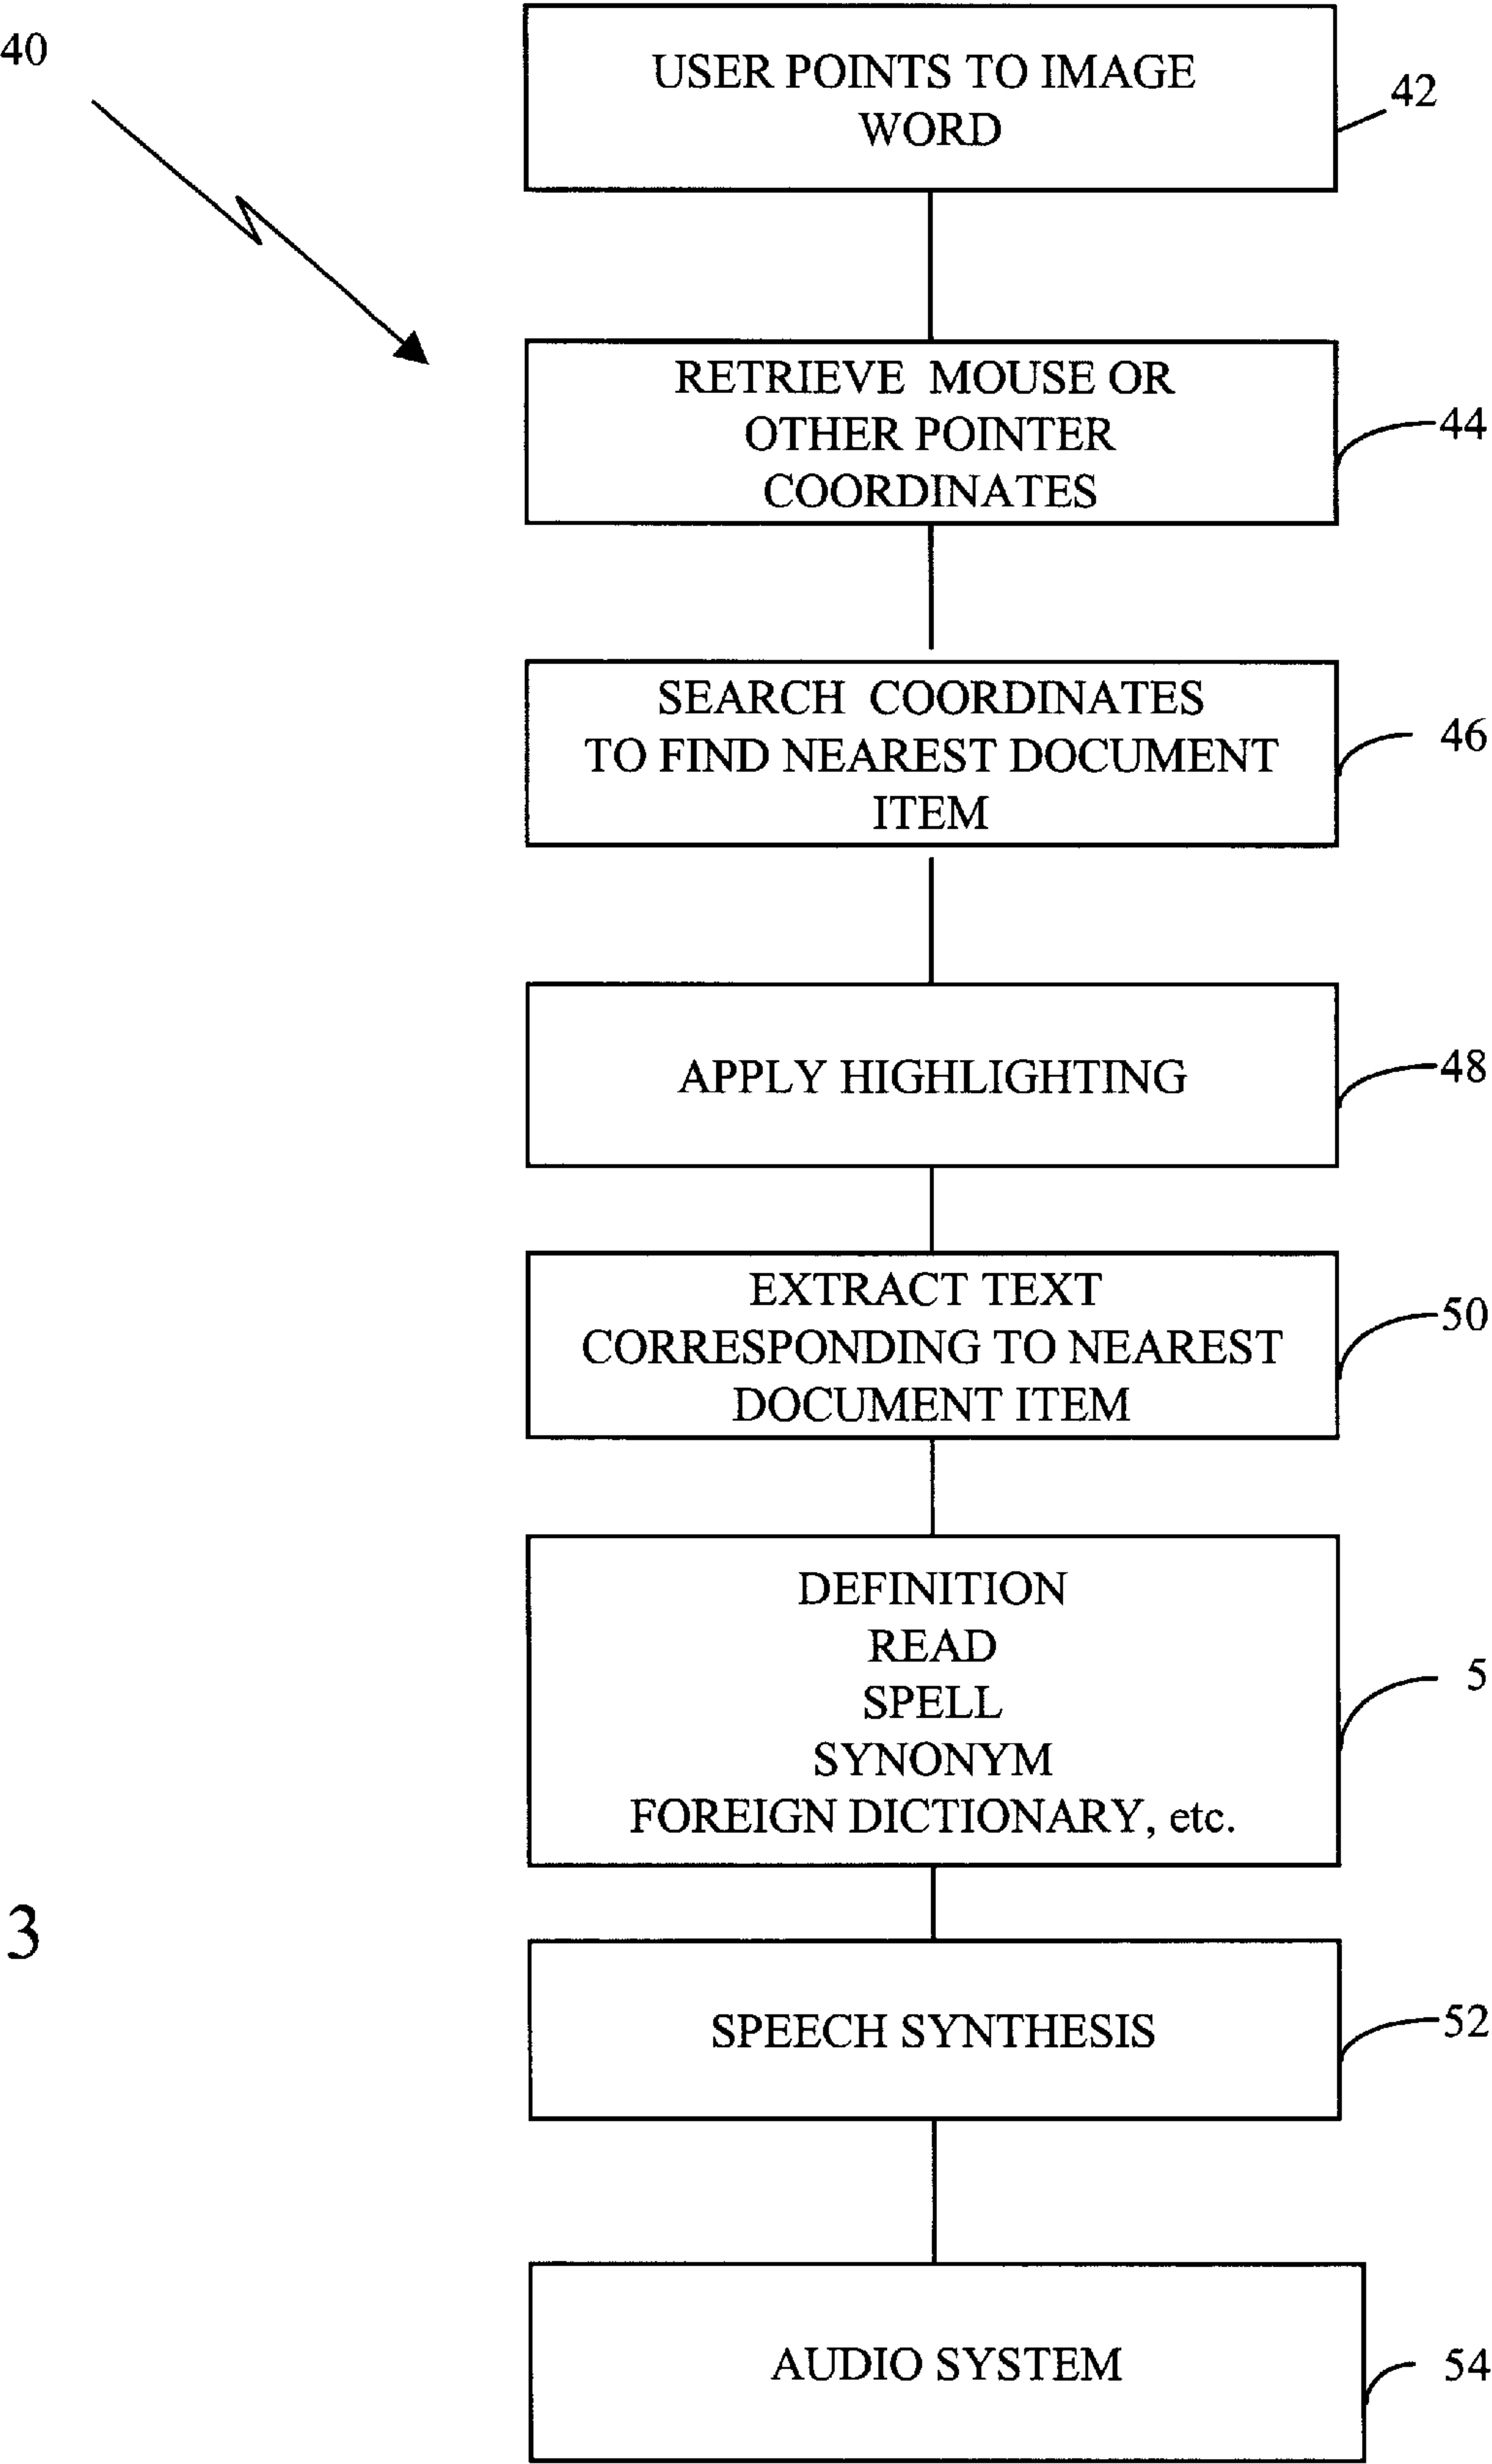 40
USER POINTS TO IMAGE
WORD
42
RETRIEVE MOUSE OR
OTHER POINTER
COORDINATES
44
SEARCH COORDINATES
TO FIND NEAREST DOCUMENT
ITEM
46
APPLY HIGHLIGHTING
48
EXTRACT TEXT
CORRESPONDING TO NEAREST
DOCUMENT ITEM
50
DEFINITION
READ
SPELL
SYNONYM
FOREIGN DICTIONARY, etc.
5
3
SPEECH SYNTHESIS
52
AUDIO SYSTEM
54